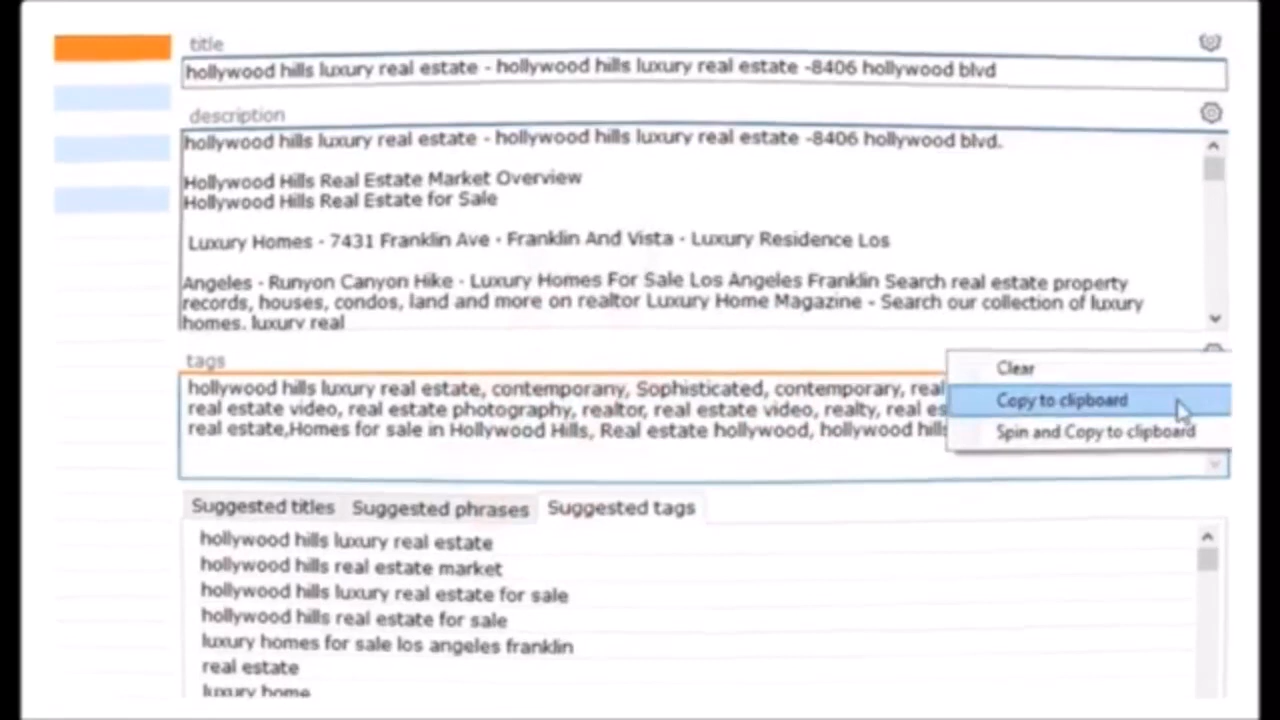 title
hollywood hills luxury real estate - hollywood hills luxury real estate -8406 hollywood blvd
description
hollywood hills luxury real estate - hollywood hills luxury real estate -8406 hollywood blvd.
Hollywood Hills Real Estate Market Overview
Hollywood Hills Real Estate for Sale
Luxury Homes - 7431 Franklin Ave - Franklin And Vista - Luxury Residence Los
Angeles - Runyon Canyon Hike - Luxury Homes For Sale Los Angeles Franklin Search real estate property
records, houses, condos, land and more on realtor Luxury Home Magazine - Search our collection of luxury
homes. luxury real
tags
hollywood hills luxury real estate, contemporany, Sophisticated, contemporary, real
real estate video, real estate photography, realtor, real estate video, realty, real es
real estate,Homes for sale in Hollywood Hills, Real estate hollywood, hollywood hills
Clear
Copy to clipboard
Spin and Copy to clipboard
Suggested titles Suggested phrases Suggested tags
hollywood hills luxury real estate
hollywood hills real estate market
hollywood hills luxury real estate for sale
hollywood hills real estate for sale
luxury homes for sale los angeles franklin
real estate
luxury home